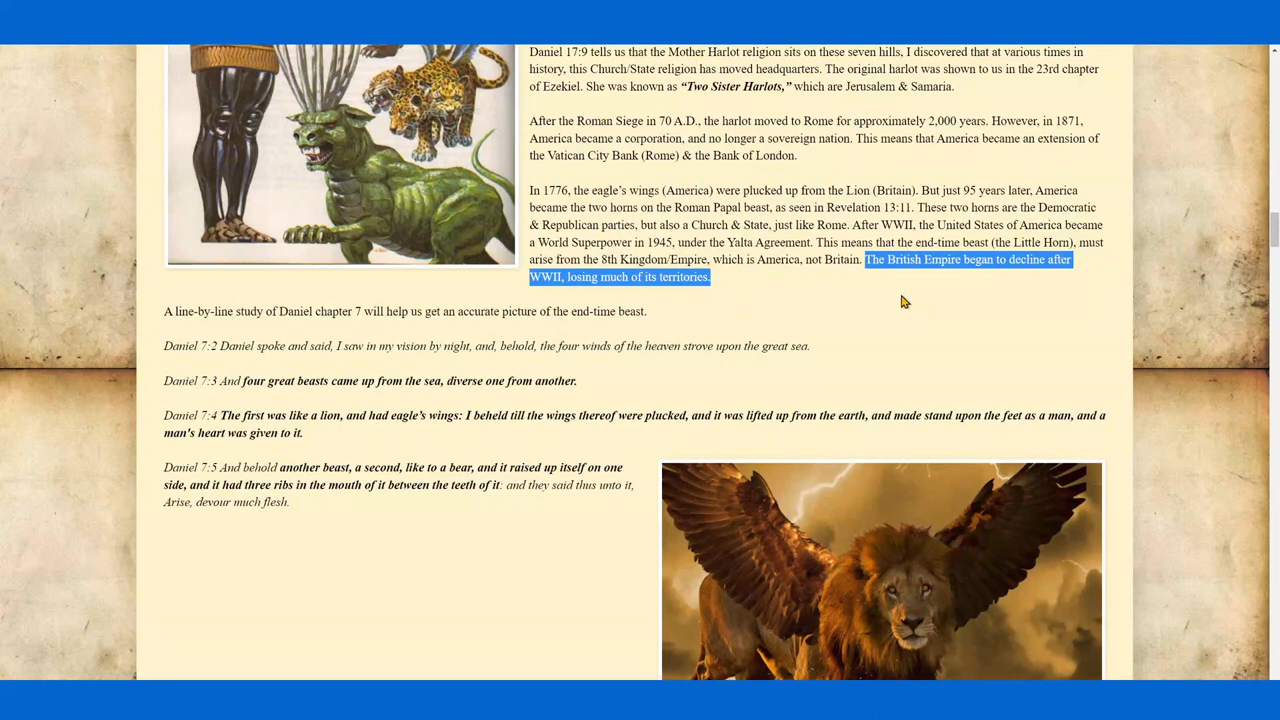 Daniel 17:9 tells us that the Mother Harlot religion sits on these seven hills, I discovered that at various times in
history, this Church/State religion has moved headquarters. The original harlot was shown to us in the 23rd chapter
of Ezekiel. She was known as “Two Sister Harlots,” which are Jerusalem & Samaria.
After the Roman Siege in 70 A.D., the harlot moved to Rome for approximately 2,000 years. However, in 1871,
America became a corporation, and no longer a sovereign nation. This means that America became an extension of
the Vatican City Bank (Rome) & the Bank of London.
In 1776, the eagle’s wings (America) were plucked up from the Lion (Britain). But just 95 years later, America
became the two horns on the Roman Papal beast, as seen in Revelation 13:11. These two horns are the Democratic
& Republican parties, but also a Church & State, just like Rome. After WWII, the United States of America became
a World Superpower in 1945, under the Yalta Agreement. This means that the end-time beast (the Little Horn), must
arise from the 8th Kingdom/Empire, which is America, not Britain. The British Empire began to decline after
WWII, losing much of its territories.
A line-by-line study of Daniel chapter 7 will help us get an accurate picture of the end-time beast.
Daniel 7:2 Daniel spoke and said, I saw in my vision by night, and, behold, the four winds of the heaven strove upon the great sea.
Daniel 7:3 And four great beasts came up from the sea, diverse one from another.
Daniel 7:4 The first was like a lion, and had eagle’s wings: I beheld till the wings thereof were plucked, and it was lifted up from the earth, and made stand upon the feet as a man, and a
man's heart was given to it.
Daniel 7:5 And behold another beast, a second, like to a bear, and it raised up itself on one
side, and it had three ribs in the mouth of it between the teeth of it: and they said thus unto it,
Arise, devour much flesh.